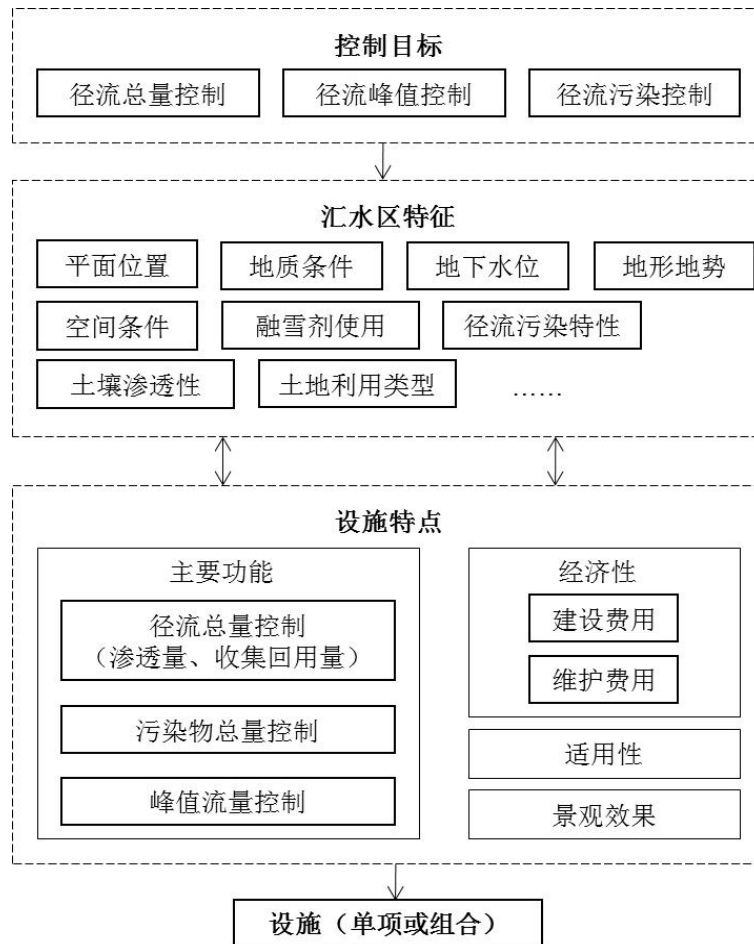 控制目标
径流总量控制
径流峰值控制
径流污染控制
汇水区特征
平面位置
地质条件
地下水位
地形地势
空间条件
融雪剂使用
径流污染特性
土壤渗透性
土地利用类型
……
设施特点
主要功能
径流总量控制
（渗透量、收集回用量）
污染物总量控制
峰值流量控制
经济性
建设费用
维护费用
适用性
景观效果
设施（单项或组合）